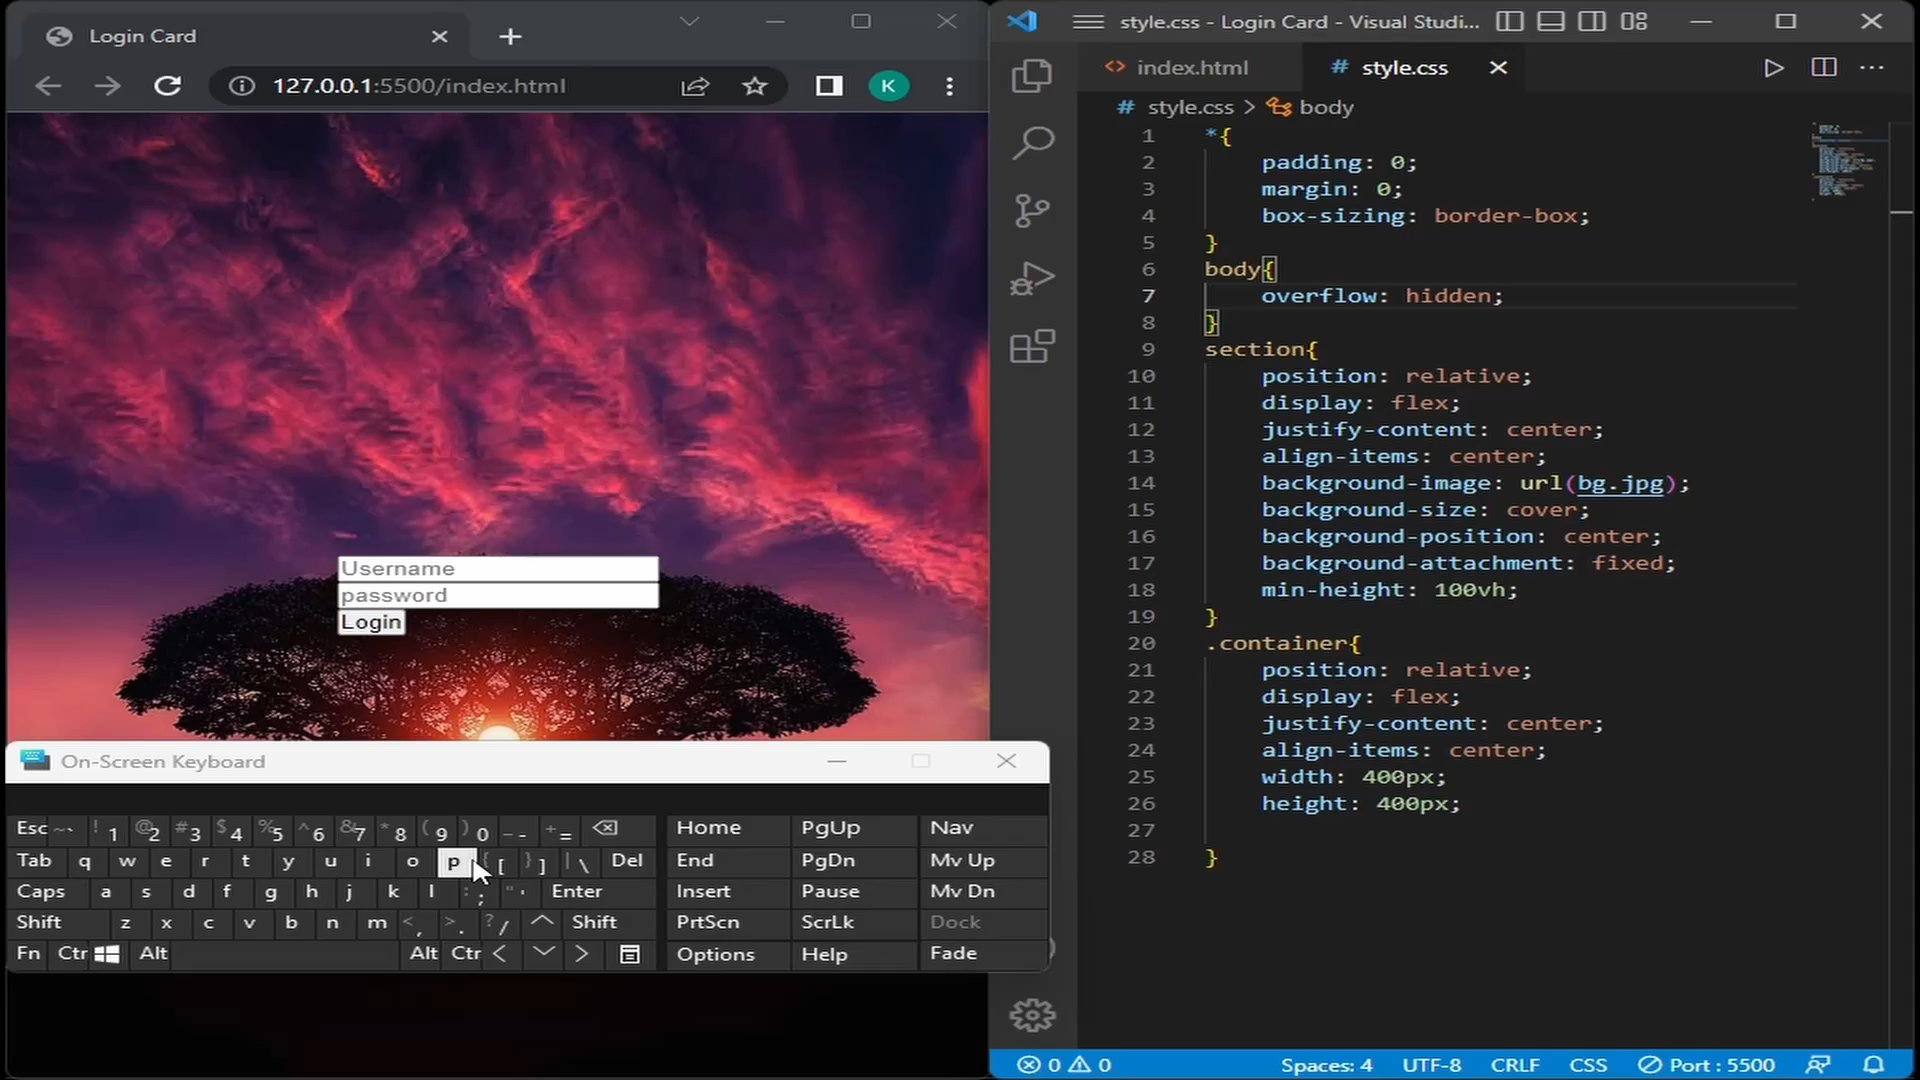 Login Card
127.0.0.1:5500/index.html
K
Username
password
Login
style.css - Login Card - Visual Studi...
index.html
# style.css
# style.css > body
1 *{
2 padding: 0;
3 margin: 0;
4 box-sizing: border-box;
5 }
6 body{
7 overflow: hidden;
8 }
9 section{
10 position: relative;
11 display: flex;
12 justify-content: center;
13 align-items: center;
14 background-image: url(bg.jpg);
15 background-size: cover;
16 background-position: center;
17 background-attachment: fixed;
18 min-height: 100vh;
19 }
20 .container{
21 position: relative;
22 display: flex;
23 justify-content: center;
24 align-items: center;
25 width: 400px;
26 height: 400px;
27
28 }
On-Screen Keyboard
Esc ~` ! 1 @ 2 # 3 $ 4 % 5 ^ 6 & 7 * 8 ( 9 ) 0 _ - + = Home PgUp Nav
Tab q w e r t y u i o p { [ } ] | \ Del End PgDn Mv Up
Caps a s d f g h j k l : ; " ' Enter Insert Pause Mv Dn
Shift z x c v b n m < , > . ? / Shift PrtScn ScrLk Dock
Fn Ctr Alt Alt Ctr Options Help Fade
0 0 Spaces: 4 UTF-8 CRLF CSS Port : 5500